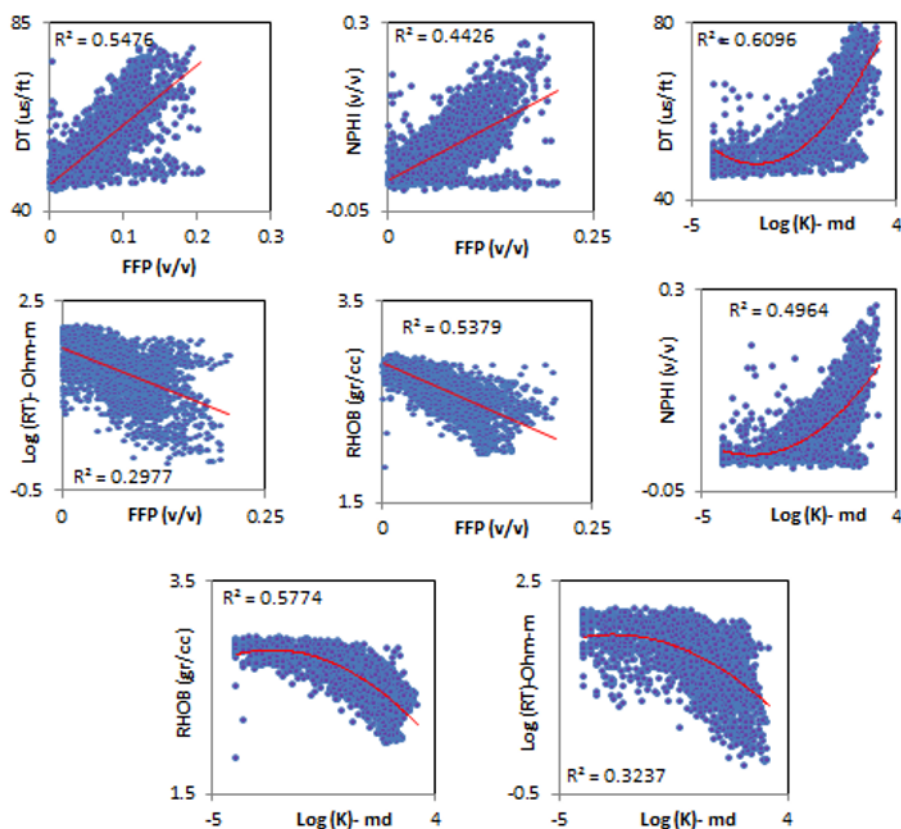 85
R² = 0.5476
DT (us/ft)
40
0
0.1
0.2
0.3
FFP (v/v)
0.3
R² = 0.4426
NPHI (v/v)
-0.05
0
0.25
FFP (v/v)
80
R² = 0.6096
DT (us/ft)
40
-5
Log (K)- md
4
2.5
Log (RT)- Ohm-m
R² = 0.2977
-0.5
0
0.25
FFP (v/v)
3.5
R² = 0.5379
RHOB (gr/cc)
1.5
0
0.25
FFP (v/v)
0.3
R² = 0.4964
NPHI (v/v)
-0.05
-5
4
Log (K)- md
3.5
R² = 0.5774
RHOB (gr/cc)
1.5
-5
4
Log (K)- md
2.5
Log (RT)-Ohm-m
R² = 0.3237
-0.5
-5
4
Log (K)- md